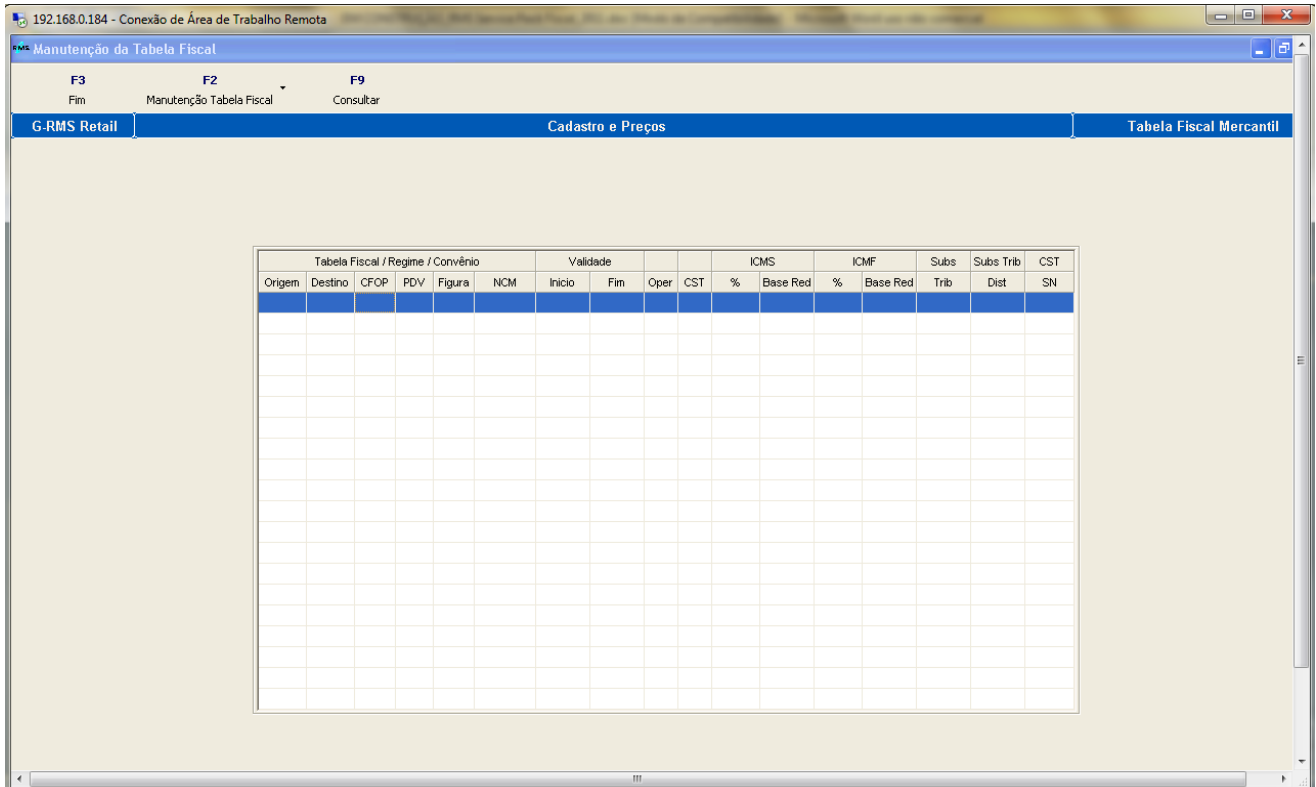 192.168.0.184 - Conexão de Área de Trabalho Remota
RMS Manutenção da Tabela Fiscal
F3 F2 F9
Fim Manutenção Tabela Fiscal Consultar
G-RMS Retail Cadastro e Preços Tabela Fiscal Mercantil
Tabela Fiscal / Regime / Convênio Validade ICMS ICMF Subs Subs Trib CST
Origem Destino CFOP PDV Figura NCM Inicio Fim Oper CST % Base Red % Base Red Trib Dist SN